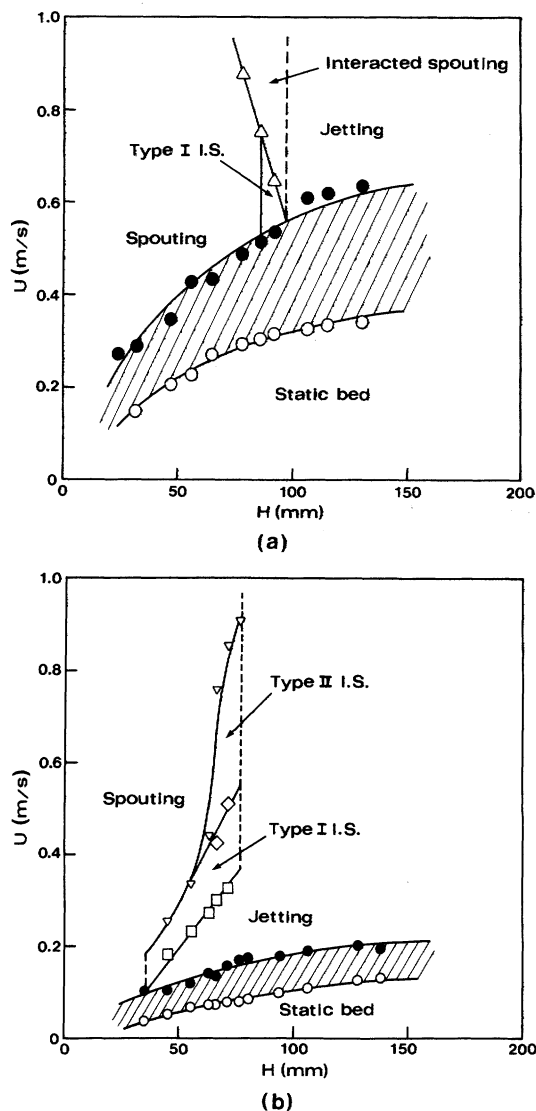 1.0
Interacted spouting
0.8
Jetting
Type I I.S.
0.6
Spouting
U (m/s)
0.4
0.2
Static bed
0
0 50 100 150 200
H (mm)
(a)
1.0
0.8
Type II I.S.
0.6
U (m/s)
Spouting
0.4
Type I I.S.
Jetting
0.2
Static bed
0
0 50 100 150 200
H (mm)
(b)